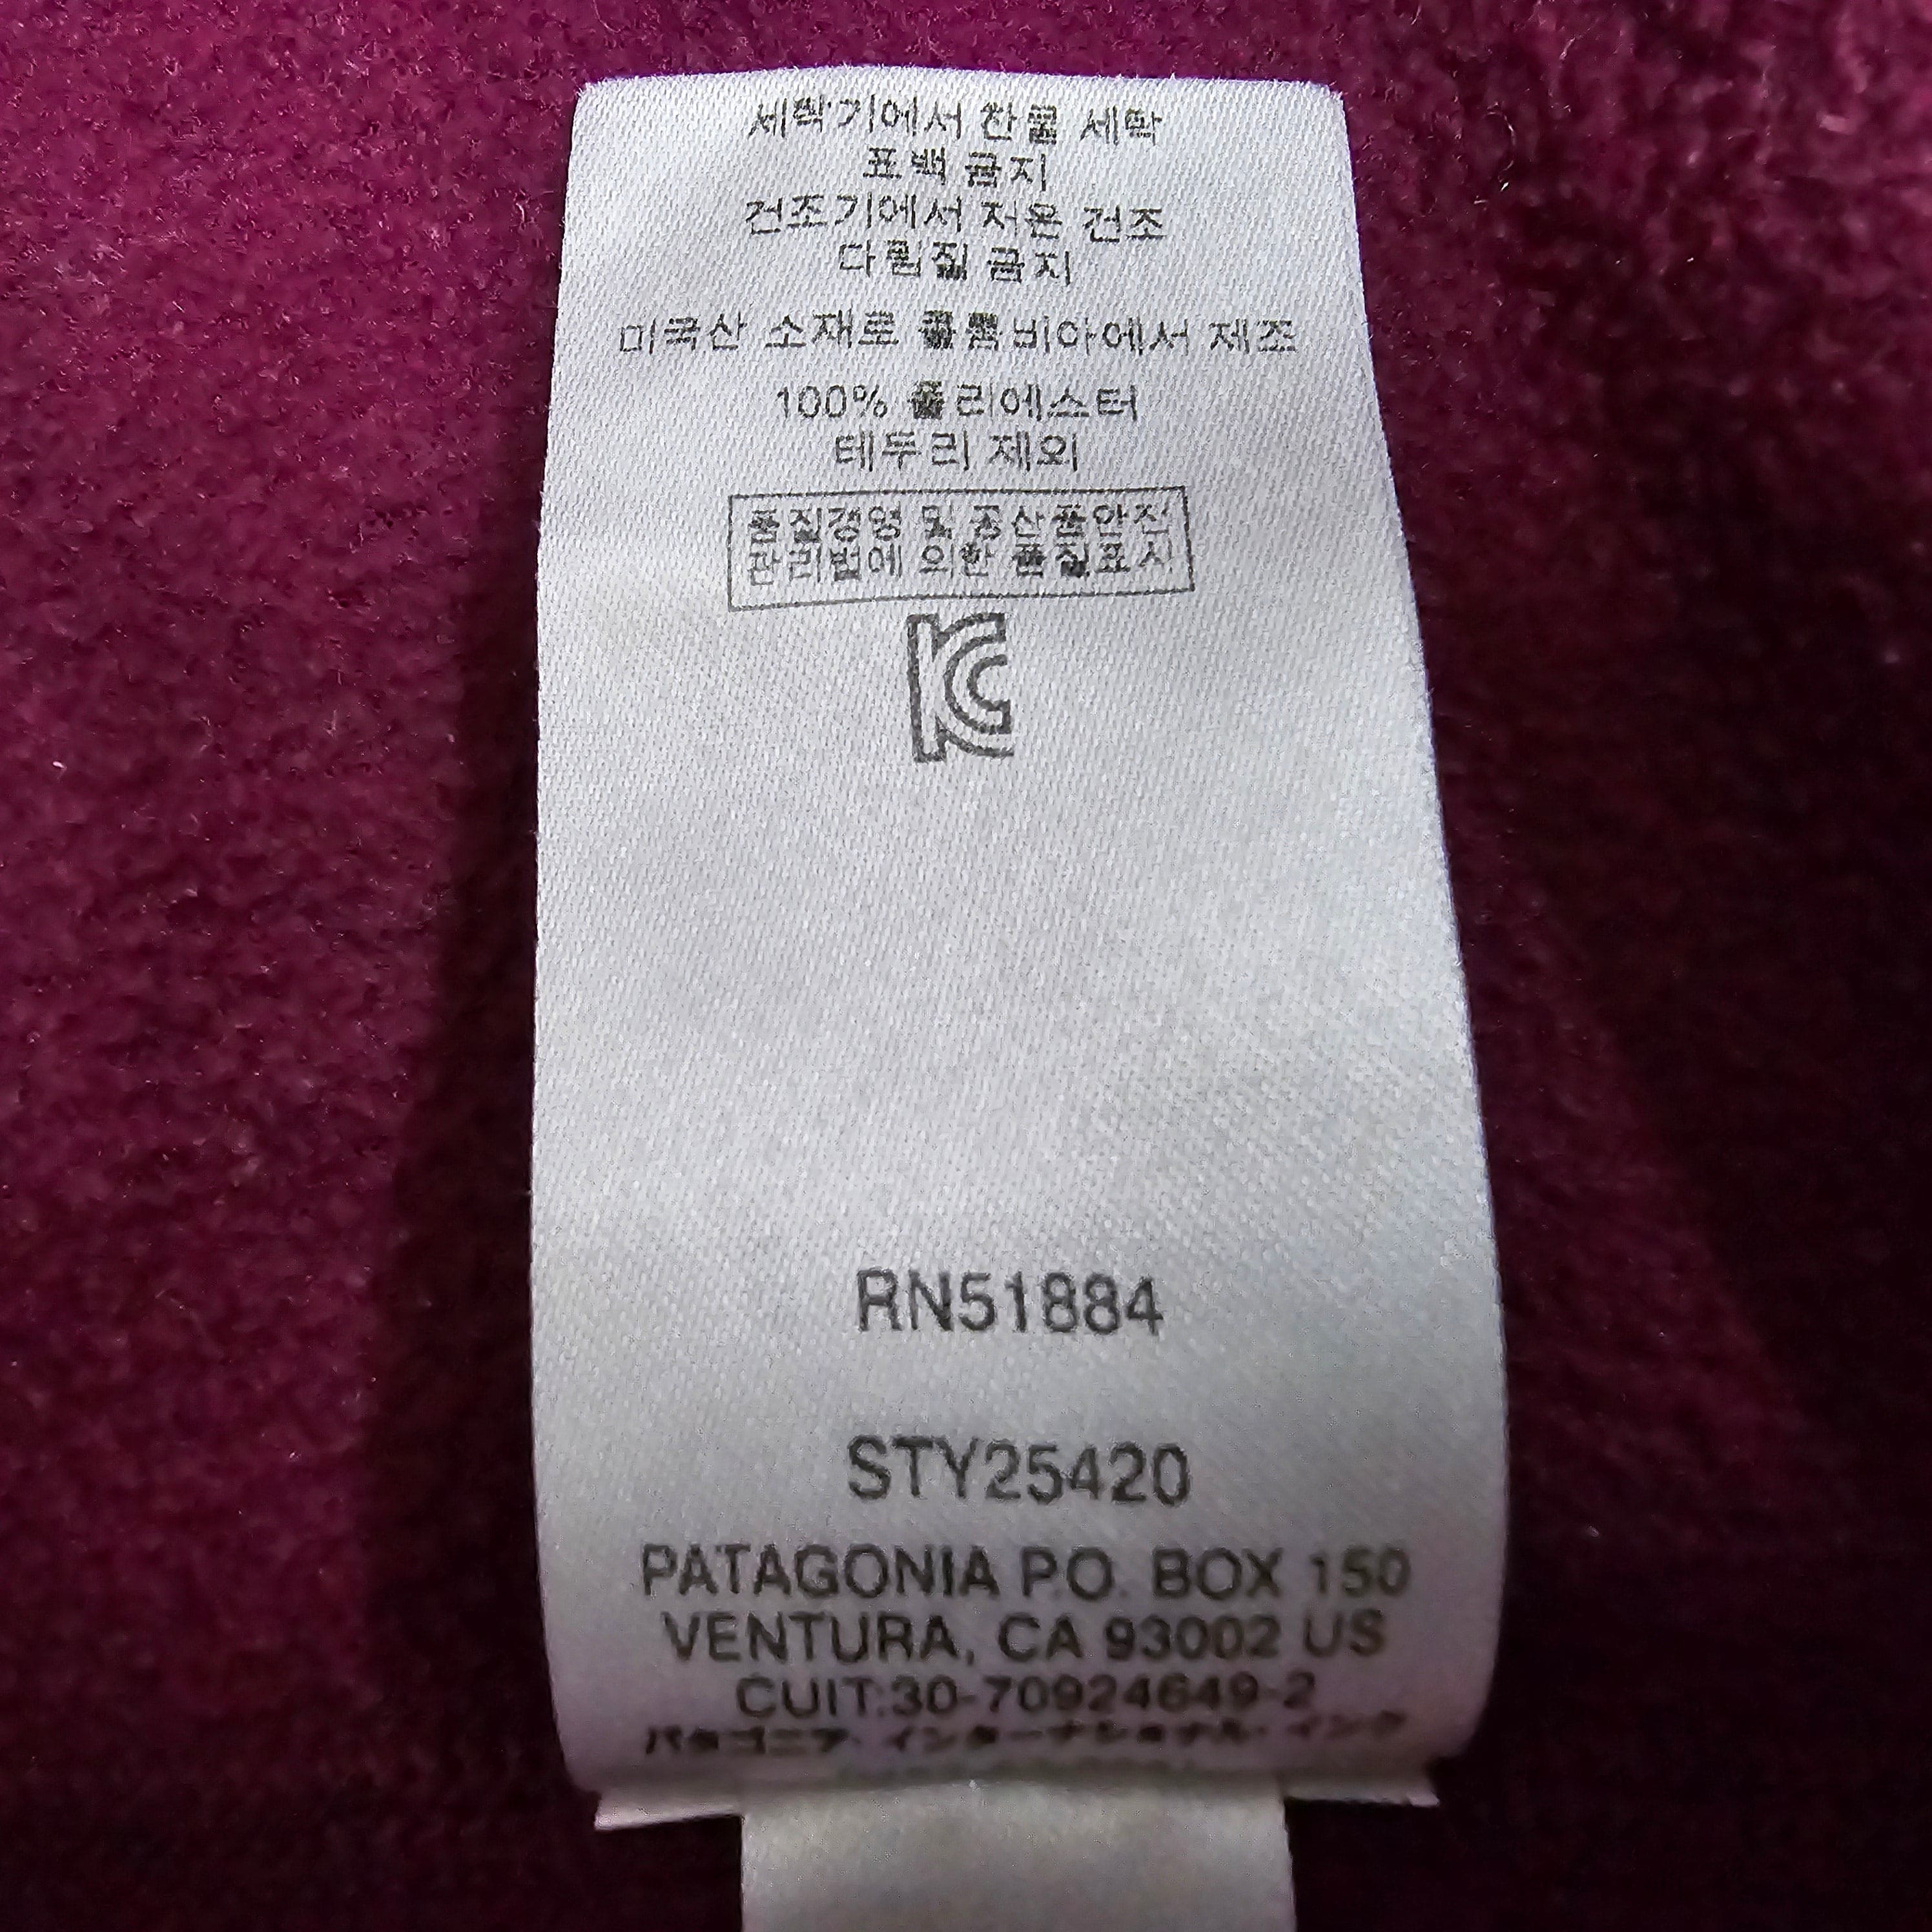 세탁기에서 찬물 세탁
표백 금지
건조기에서 저온 건조
다림질 금지
미국산 소재로 콜롬비아에서 제조
100% 폴리에스터
테두리 제외
품질경영 및 공산품안전
관리법에 의한 품질표시
KC
RN51884
STY25420
PATAGONIA P.O. BOX 150
VENTURA, CA 93002 US
CUIT:30-70924649-2
パタゴニア・インターナショナル・インク